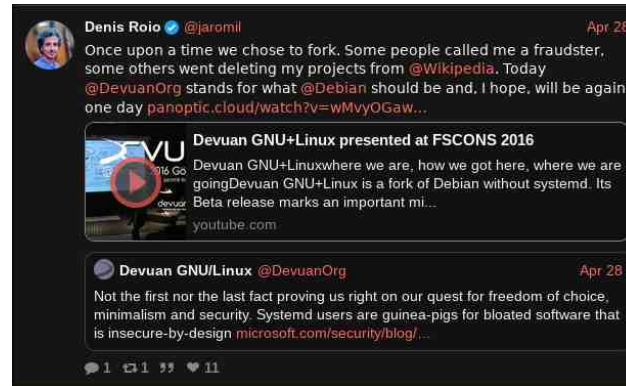 Denis Roio @jaromil Apr 28
Once upon a time we chose to fork. Some people called me a fraudster,
some others went deleting my projects from @Wikipedia. Today
@DevuanOrg stands for what @Debian should be and, I hope, will be again
one day panoptic.cloud/watch?v=wMvyOGaw...
Devuan GNU+Linux presented at FSCONS 2016
Devuan GNU+Linuxwhere we are, how we got here, where we are
goingDevuan GNU+Linux is a fork of Debian without systemd. Its
Beta release marks an important mi...
youtube.com
Devuan GNU/Linux @DevuanOrg Apr 28
Not the first nor the last fact proving us right on our quest for freedom of choice,
minimalism and security. Systemd users are guinea-pigs for bloated software that
is insecure-by-design microsoft.com/security/blog/...
1 1 11